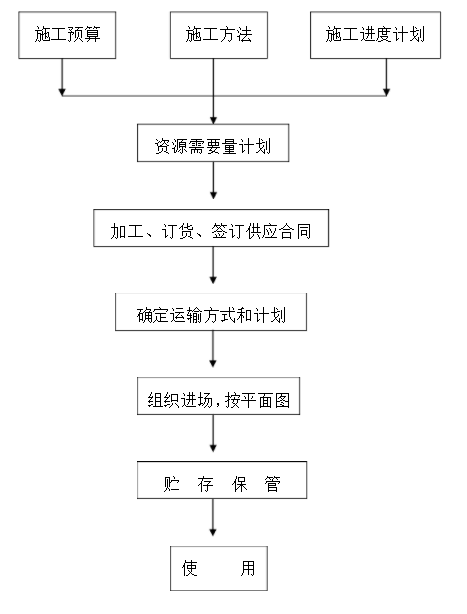 施工预算
施工方法
施工进度计划
资源需要量计划
加工、订货、签订供应合同
确定运输方式和计划
组织进场,按平面图
贮 存 保 管
使 用